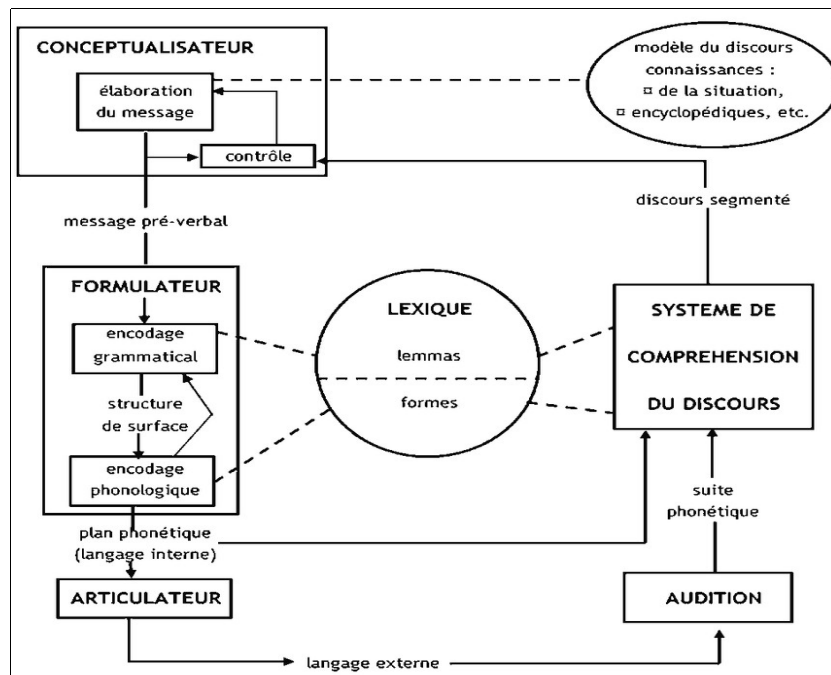 CONCEPTUALISATEUR
élaboration
du message
contrôle
modèle du discours
connaissances :
¤ de la situation,
¤ encyclopédiques, etc.
message pré-verbal
discours segmenté
FORMULATEUR
encodage
grammatical
structure
de surface
encodage
phonologique
LEXIQUE
lemmas
formes
SYSTEME DE
COMPREHENSION
DU DISCOURS
plan phonétique
(langage interne)
suite
phonétique
ARTICULATEUR
AUDITION
langage externe